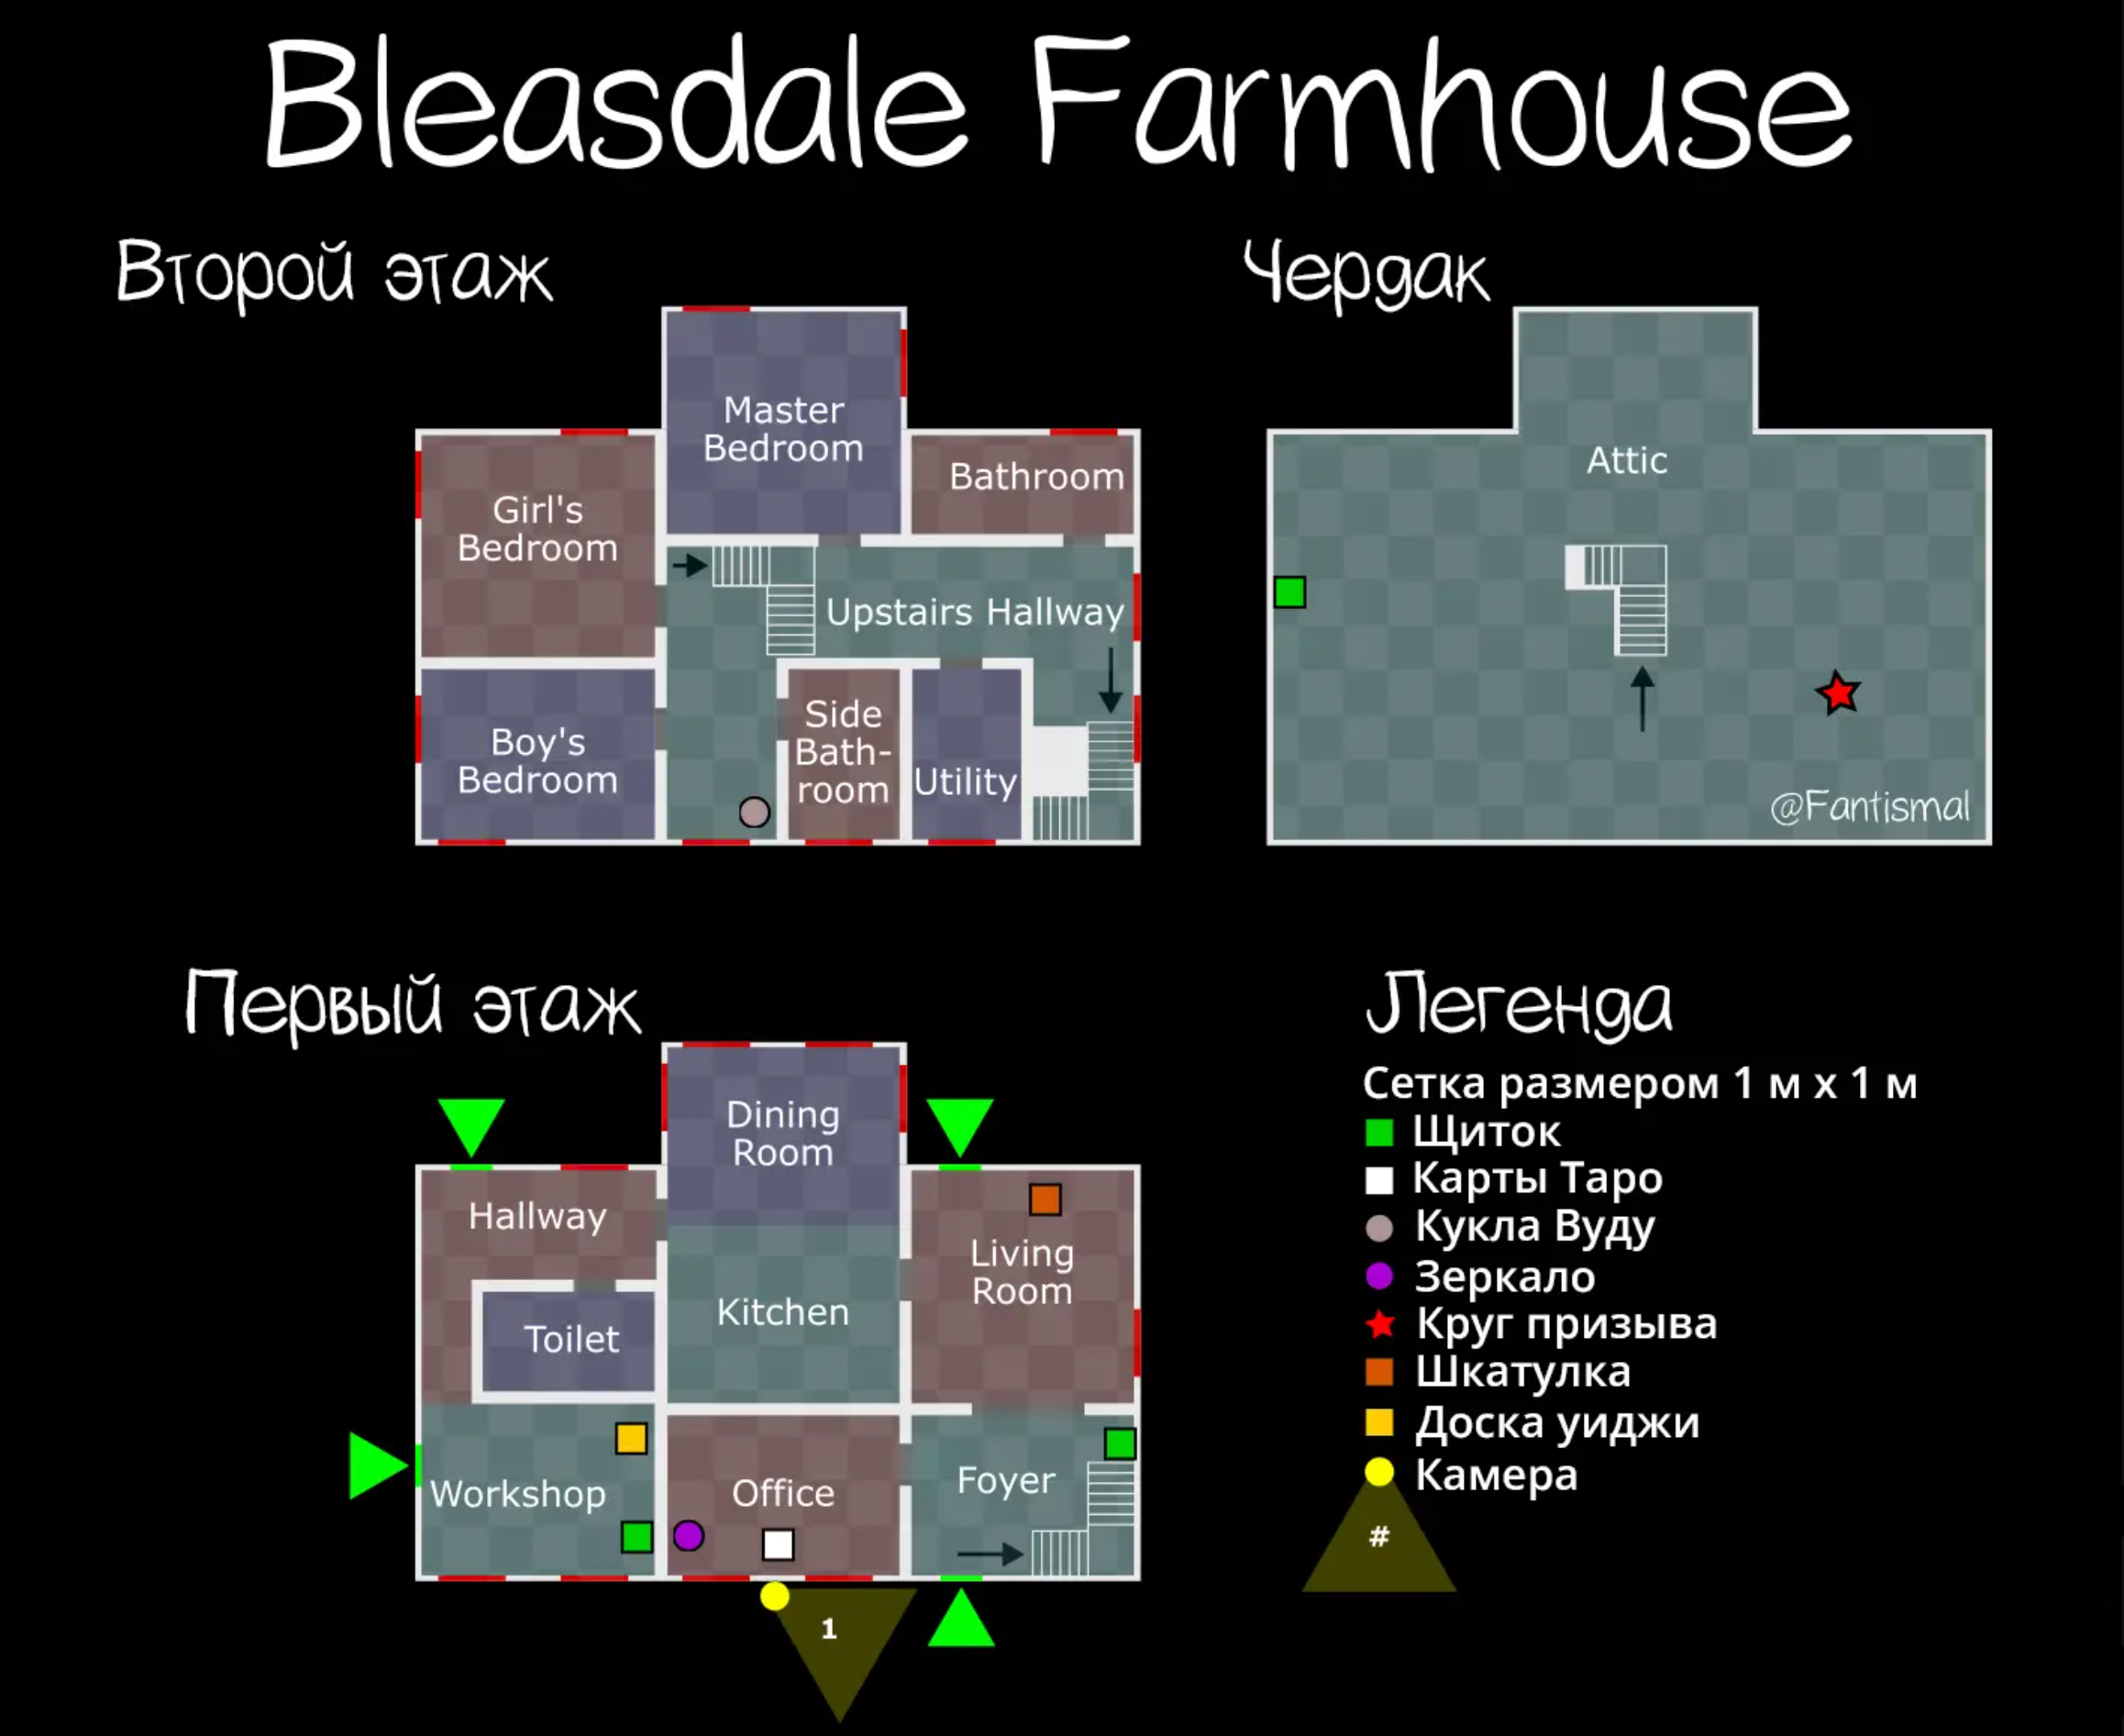 Bleasdale Farmhouse
Второй этаж
Чердак
Master
Bedroom
Girl's
Bedroom
Bathroom
Upstairs Hallway
Boy's
Bedroom
Side
Bath-
room
Utility
Attic
@Fantismal
Первый этаж
Dining
Room
Hallway
Living
Room
Kitchen
Toilet
Workshop
Office
Foyer
1
Легенда
Сетка размером 1 м x 1 м
Щиток
Карты Таро
Кукла Вуду
Зеркало
Круг призыва
Шкатулка
Доска уиджи
Камера
#